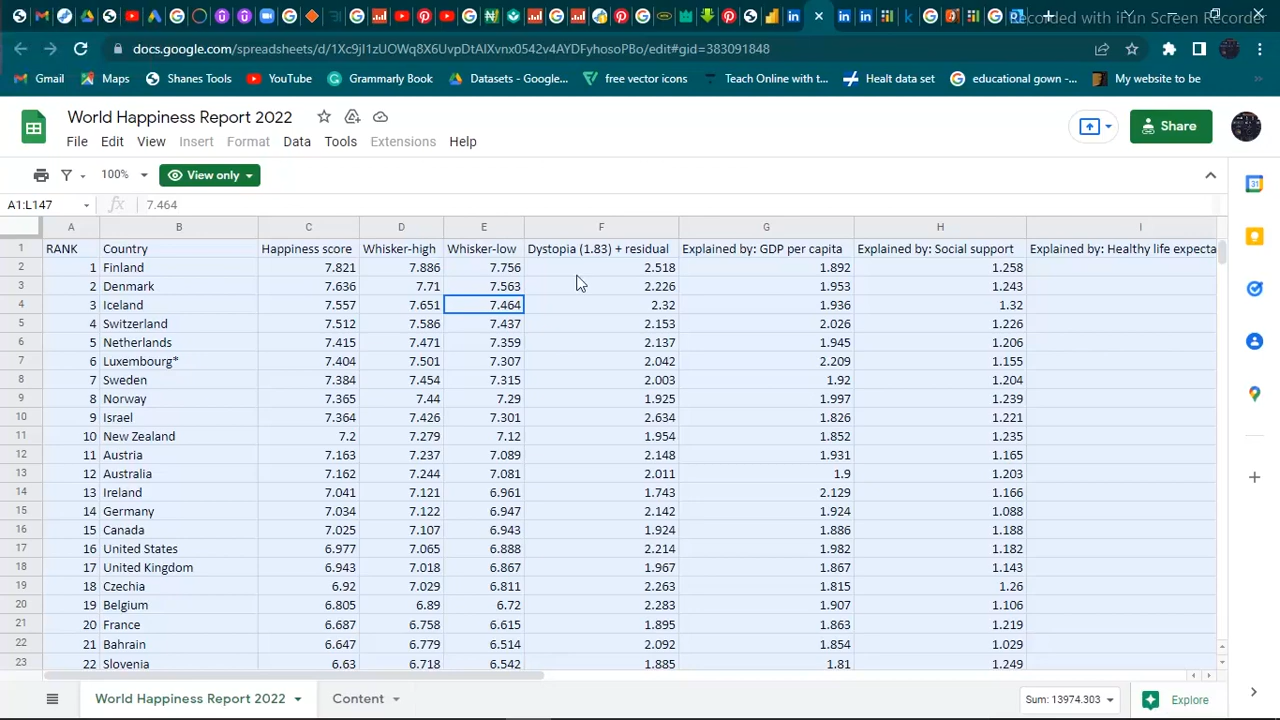 Recorded with iFun Screen Recorder
docs.google.com/spreadsheets/d/1Xc9jI1zUOWq8X6UvpDtAIXvnx0542v4AYDFyhosoPBo/edit#gid=383091848
Gmail Maps Shanes Tools YouTube Grammarly Book Datasets - Google... free vector icons Teach Online with t... Healt data set educational gown -... My website to be
World Happiness Report 2022
File Edit View Insert Format Data Tools Extensions Help
Share
100% View only
A1:L147 fx 7.464
A B C D E F G H I
1 RANK Country Happiness score Whisker-high Whisker-low Dystopia (1.83) + residual Explained by: GDP per capita Explained by: Social support Explained by: Healthy life expecta
2 1 Finland 7.821 7.886 7.756 2.518 1.892 1.258
3 2 Denmark 7.636 7.71 7.563 2.226 1.953 1.243
4 3 Iceland 7.557 7.651 7.464 2.32 1.936 1.32
5 4 Switzerland 7.512 7.586 7.437 2.153 2.026 1.226
6 5 Netherlands 7.415 7.471 7.359 2.137 1.945 1.206
7 6 Luxembourg* 7.404 7.501 7.307 2.042 2.209 1.155
8 7 Sweden 7.384 7.454 7.315 2.003 1.92 1.204
9 8 Norway 7.365 7.44 7.29 1.925 1.997 1.239
10 9 Israel 7.364 7.426 7.301 2.634 1.826 1.221
11 10 New Zealand 7.2 7.279 7.12 1.954 1.852 1.235
12 11 Austria 7.163 7.237 7.089 2.148 1.931 1.165
13 12 Australia 7.162 7.244 7.081 2.011 1.9 1.203
14 13 Ireland 7.041 7.121 6.961 1.743 2.129 1.166
15 14 Germany 7.034 7.122 6.947 2.142 1.924 1.088
16 15 Canada 7.025 7.107 6.943 1.924 1.886 1.188
17 16 United States 6.977 7.065 6.888 2.214 1.982 1.182
18 17 United Kingdom 6.943 7.018 6.867 1.967 1.867 1.143
19 18 Czechia 6.92 7.029 6.811 2.263 1.815 1.26
20 19 Belgium 6.805 6.89 6.72 2.283 1.907 1.106
21 20 France 6.687 6.758 6.615 1.895 1.863 1.219
22 21 Bahrain 6.647 6.779 6.514 2.092 1.854 1.029
23 22 Slovenia 6.63 6.718 6.542 1.885 1.81 1.249
World Happiness Report 2022 Content Sum: 13974.303 Explore